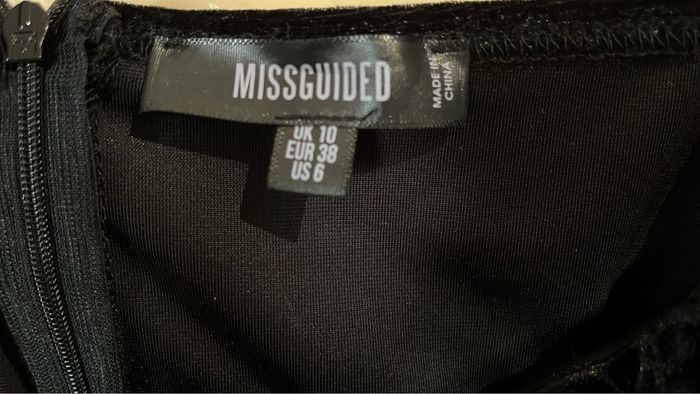 MISSGUIDED
MADE IN
CHINA
UK 10
EUR 38
US 6